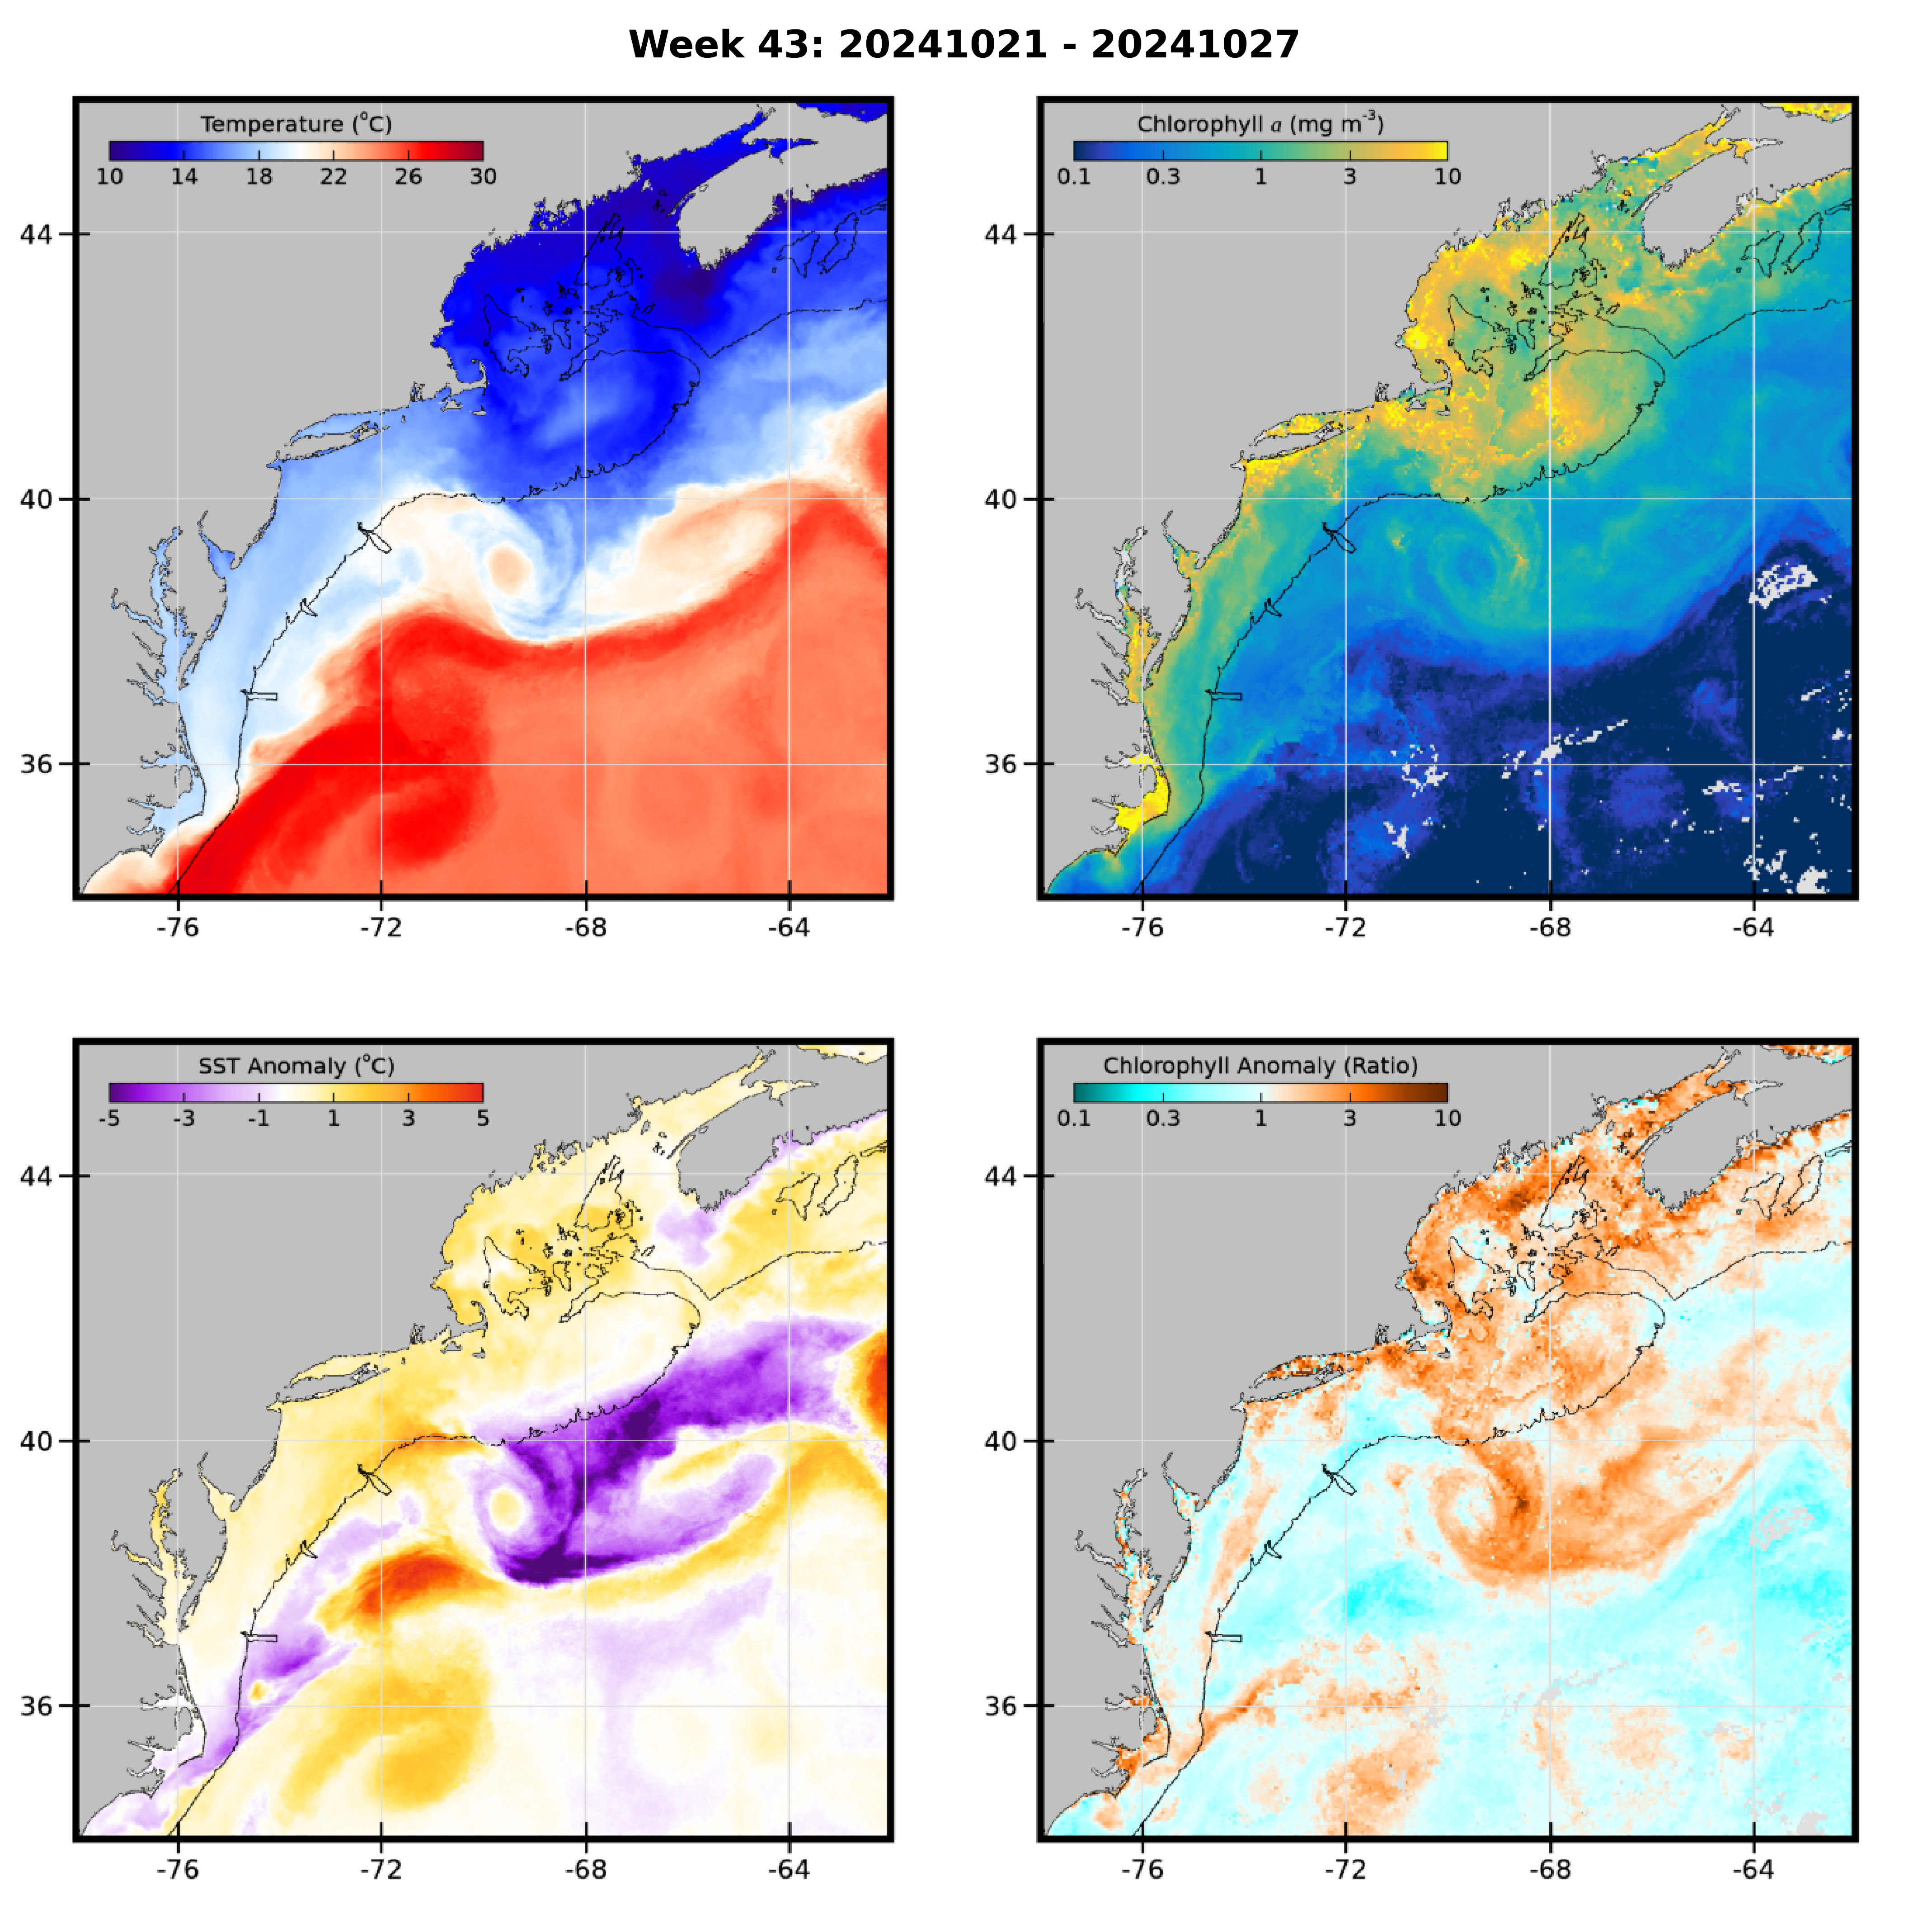 Week 43: 20241021 - 20241027
Temperature (°C)
10 14 18 22 26 30
44
40
36
-76 -72 -68 -64
Chlorophyll a (mg m⁻³)
0.1 0.3 1 3 10
44
40
36
-76 -72 -68 -64
SST Anomaly (°C)
-5 -3 -1 1 3 5
44
40
36
-76 -72 -68 -64
Chlorophyll Anomaly (Ratio)
0.1 0.3 1 3 10
44
40
36
-76 -72 -68 -64